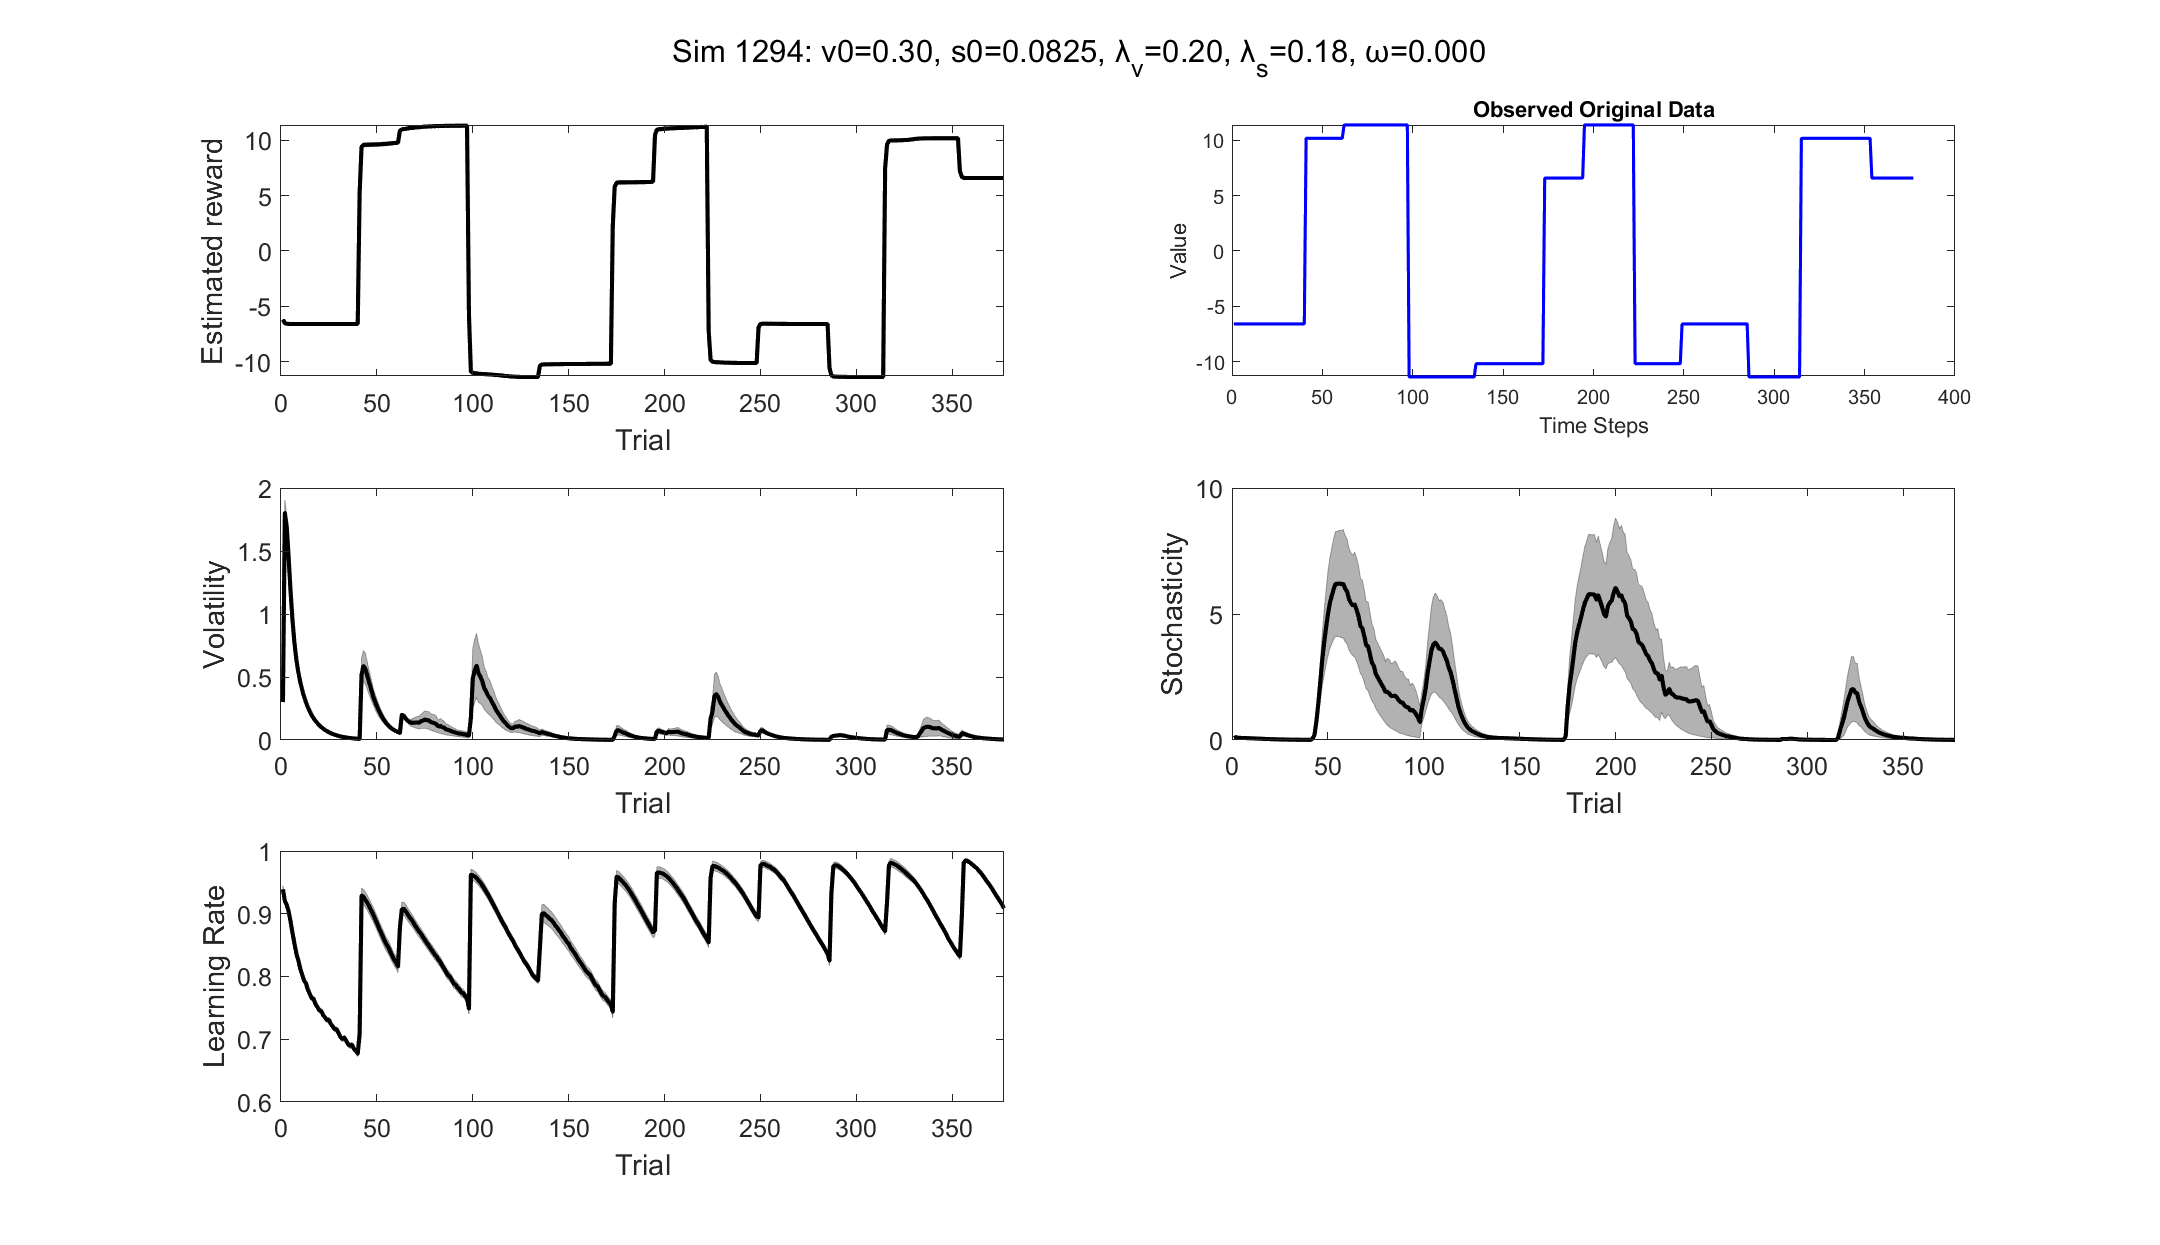 Sim 1294: v0=0.30, s0=0.0825, λv=0.20, λs=0.18, ω=0.000
Estimated reward
10
5
0
-5
-10
0 50 100 150 200 250 300 350
Trial
Observed Original Data
Value
10
5
0
-5
-10
0 50 100 150 200 250 300 350 400
Time Steps
Volatility
2
1.5
1
0.5
0
0 50 100 150 200 250 300 350
Trial
Stochasticity
10
5
0
0 50 100 150 200 250 300 350
Trial
Learning Rate
1
0.9
0.8
0.7
0.6
0 50 100 150 200 250 300 350
Trial